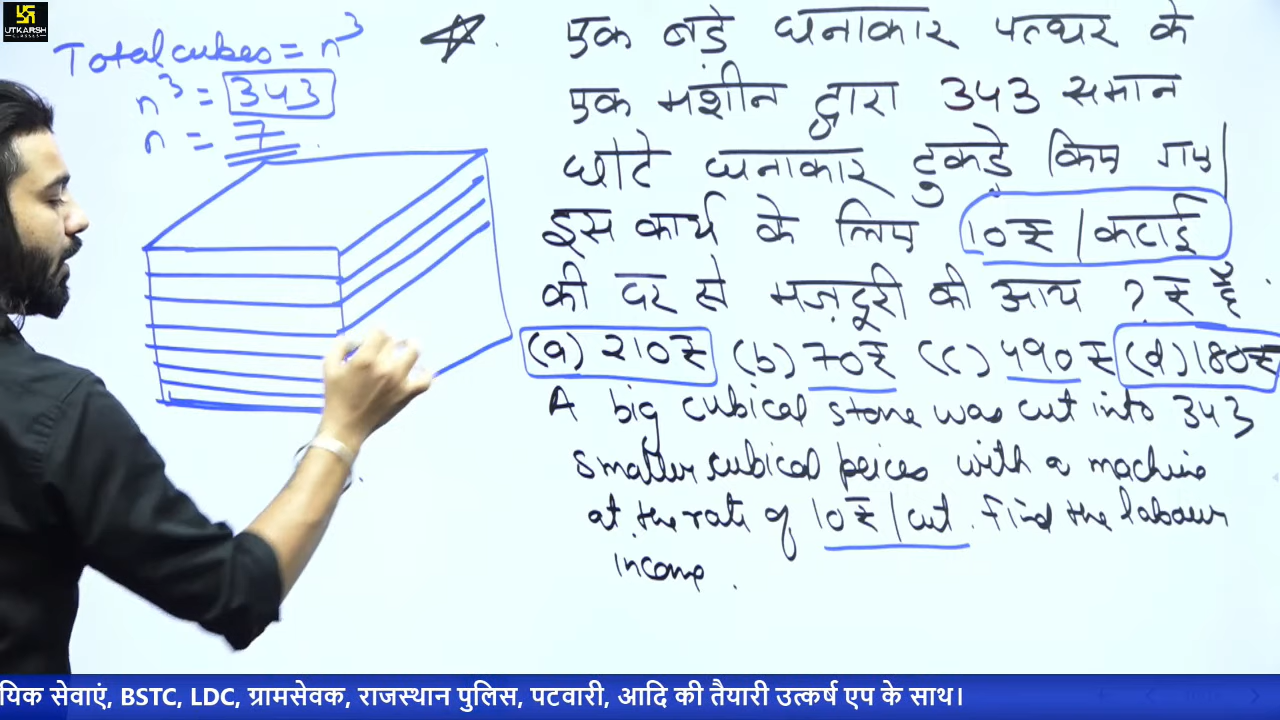 UTKARSH
CLASSES
Total cubes = n³
n³ = 343
n = 7
एक बड़े घनाकार पत्थर के
एक मशीन द्वारा 343 समान
छोटे घनाकार टुकड़े किए गए|
इस कार्य के लिए 10₹ / कटाई
की दर से मज़दूरी की आय ? ₹ है
(a) 210₹ (b) 70₹ (c) 490₹ (d) 180₹
A big cubical stone was cut into 343
smaller cubical peices with a machine
at the rate of 10₹ / cut. find the labour
income.
यिक सेवाएं, BSTC, LDC, ग्रामसेवक, राजस्थान पुलिस, पटवारी, आदि की तैयारी उत्कर्ष एप के साथ।